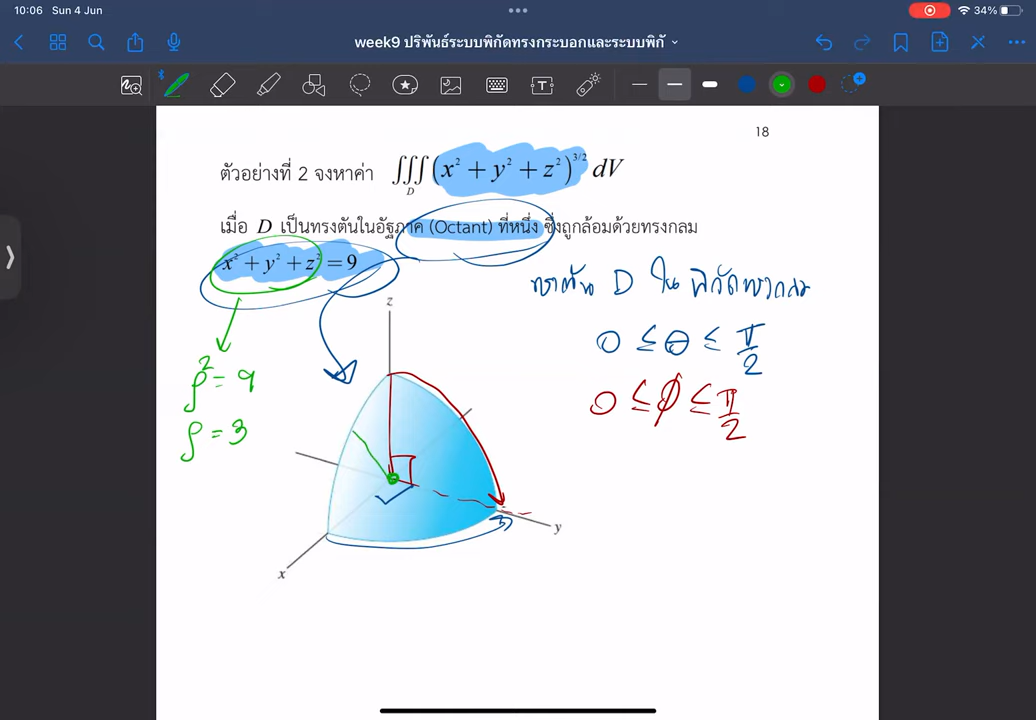 10:06 Sun 4 Jun
34%
week9 ปริพันธ์ระบบพิกัดทรงกระบอกและระบบพิกั
18
ตัวอย่างที่ 2 จงหาค่า ∭_D (x² + y² + z²)^{3/2} dV
เมื่อ D เป็นทรงตันในอัฐภาค (Octant) ที่หนึ่ง ซึ่งถูกล้อมด้วยทรงกลม
x² + y² + z² = 9
ทรงตัน D ใน พิกัดทรงกลม
0 ≤ θ ≤ π/2
0 ≤ ϕ ≤ π/2
ρ² = 9
ρ = 3
z
y
x